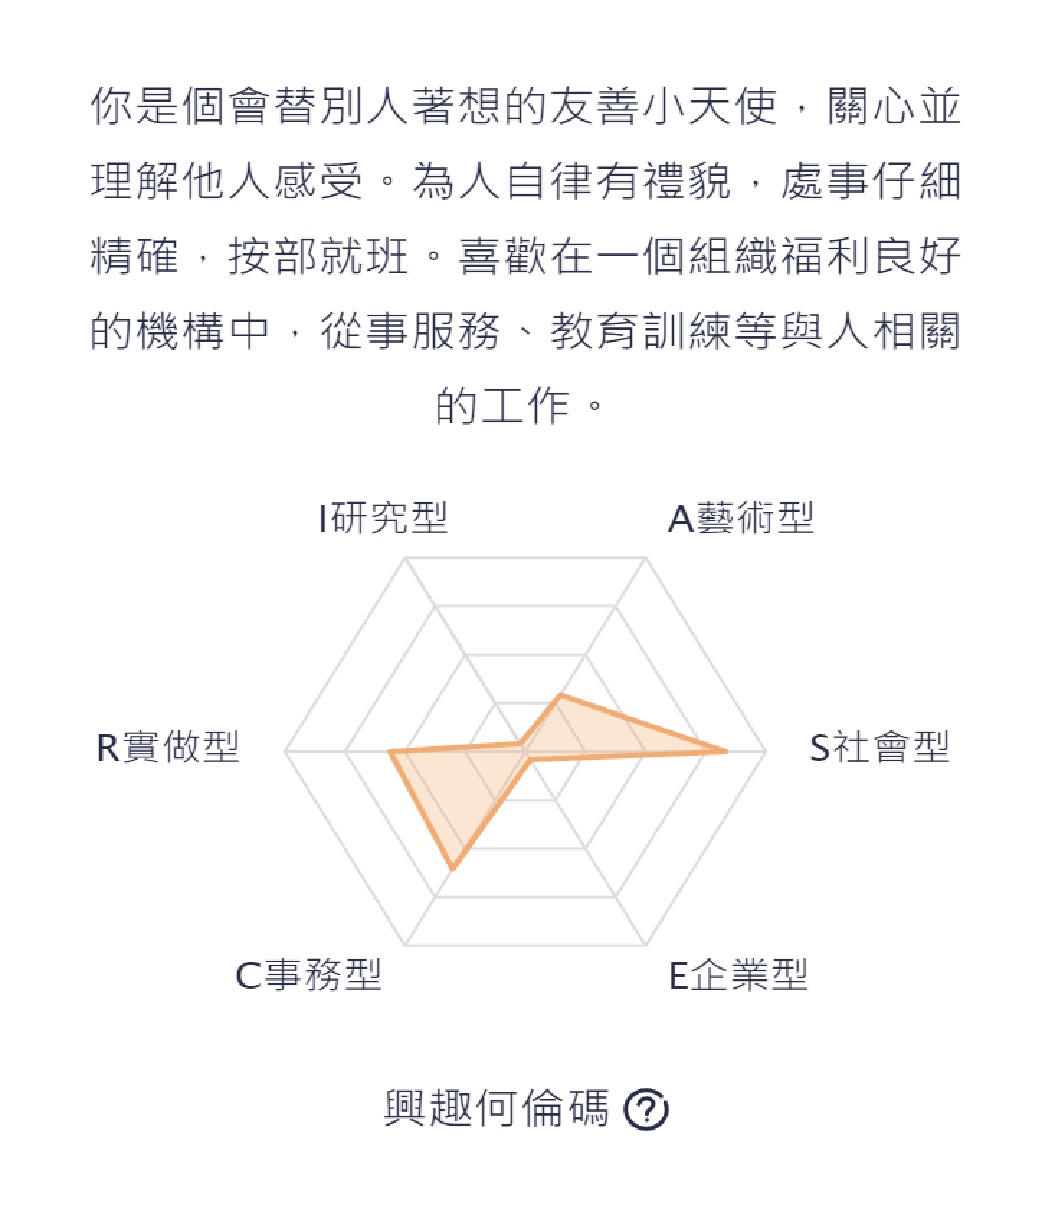 你是個會替別人著想的友善小天使，關心並
理解他人感受。為人自律有禮貌，處事仔細
精確，按部就班。喜歡在一個組織福利良好
的機構中，從事服務、教育訓練等與人相關
的工作。
I研究型 A藝術型
R實做型 S社會型
C事務型 E企業型
興趣何倫碼 ?